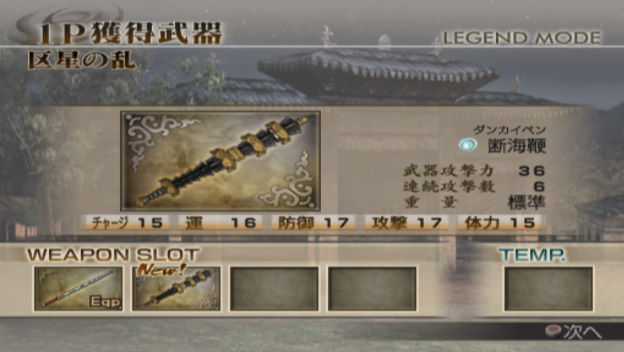 1P獲得武器
LEGEND MODE
区星の乱
ダンカイベン
断海鞭
武器攻撃力 36
連続攻撃数 6
重量 標準
チャージ 15 運 16 防御 17 攻撃 17 体力 15
WEAPON SLOT
TEMP.
New!
Eqp
次へ